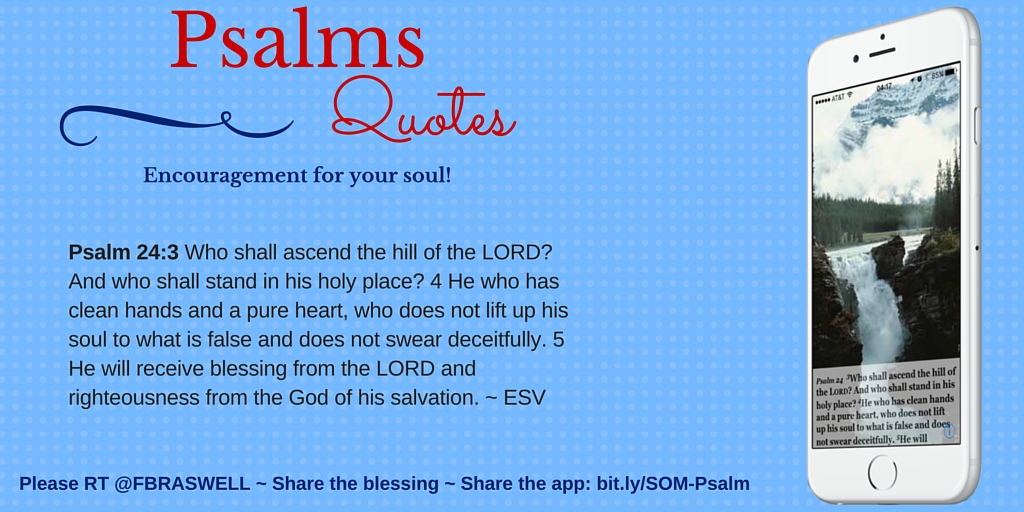 Psalms
Quotes
Encouragement for your soul!
Psalm 24:3 Who shall ascend the hill of the LORD?
And who shall stand in his holy place? 4 He who has
clean hands and a pure heart, who does not lift up his
soul to what is false and does not swear deceitfully. 5
He will receive blessing from the LORD and
righteousness from the God of his salvation. ~ ESV
Please RT @FBRASWELL ~ Share the blessing ~ Share the app: bit.ly/SOM-Psalm
AT&T 04:17 85%
Psalm 24 ³Who shall ascend the hill of
the LORD? And who shall stand in his
holy place? ⁴He who has clean hands
and a pure heart, who does not lift
up his soul to what is false and does
not swear deceitfully. ⁵He will